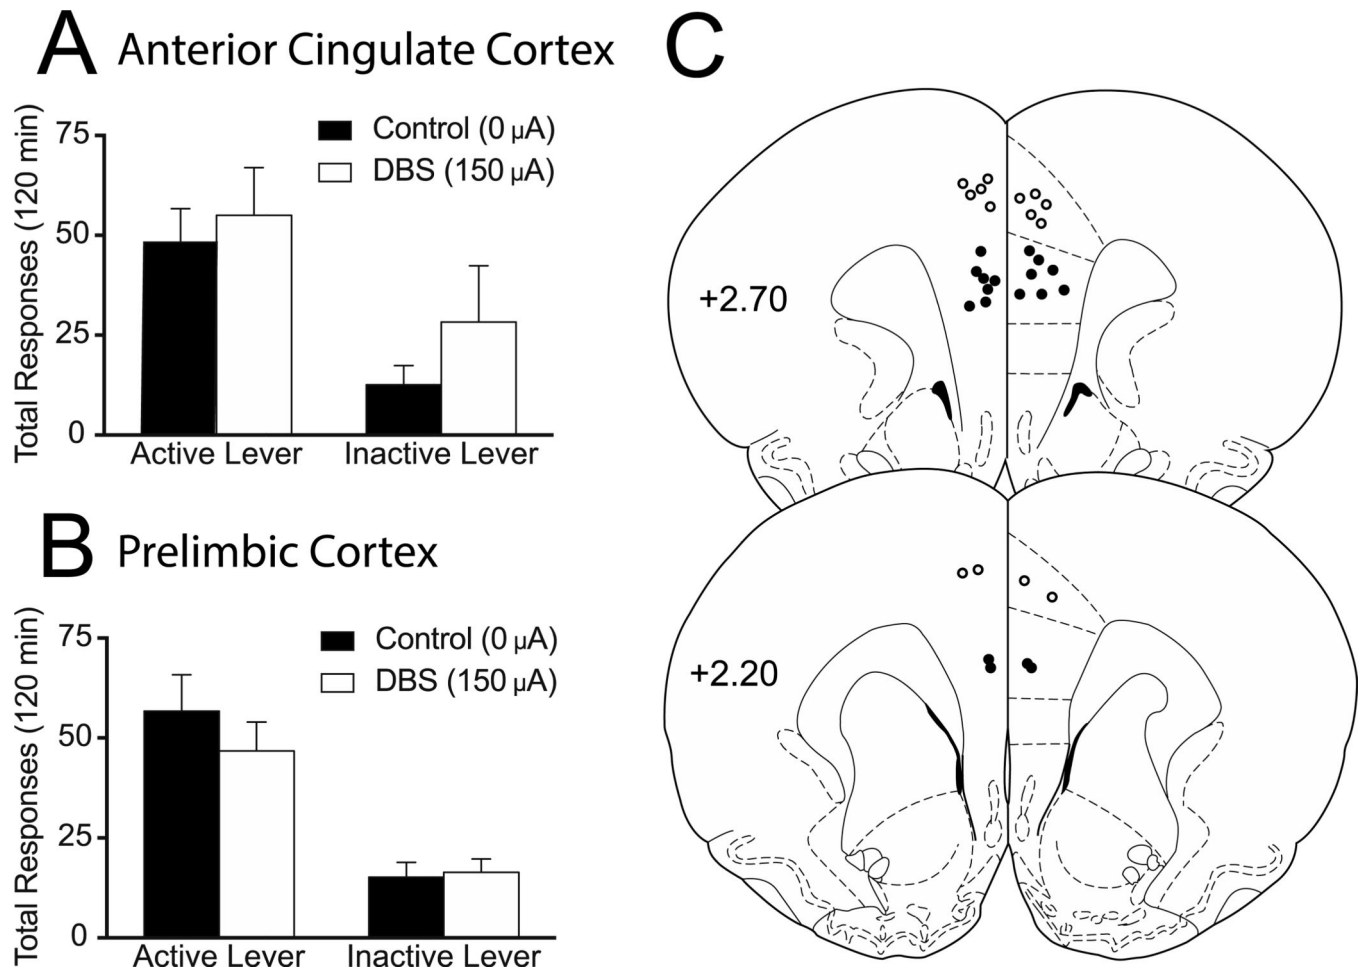 A Anterior Cingulate Cortex
Total Responses (120 min)
75
50
25
0
Control (0 µA)
DBS (150 µA)
Active Lever
Inactive Lever
B Prelimbic Cortex
Total Responses (120 min)
75
50
25
0
Control (0 µA)
DBS (150 µA)
Active Lever
Inactive Lever
C
+2.70
+2.20